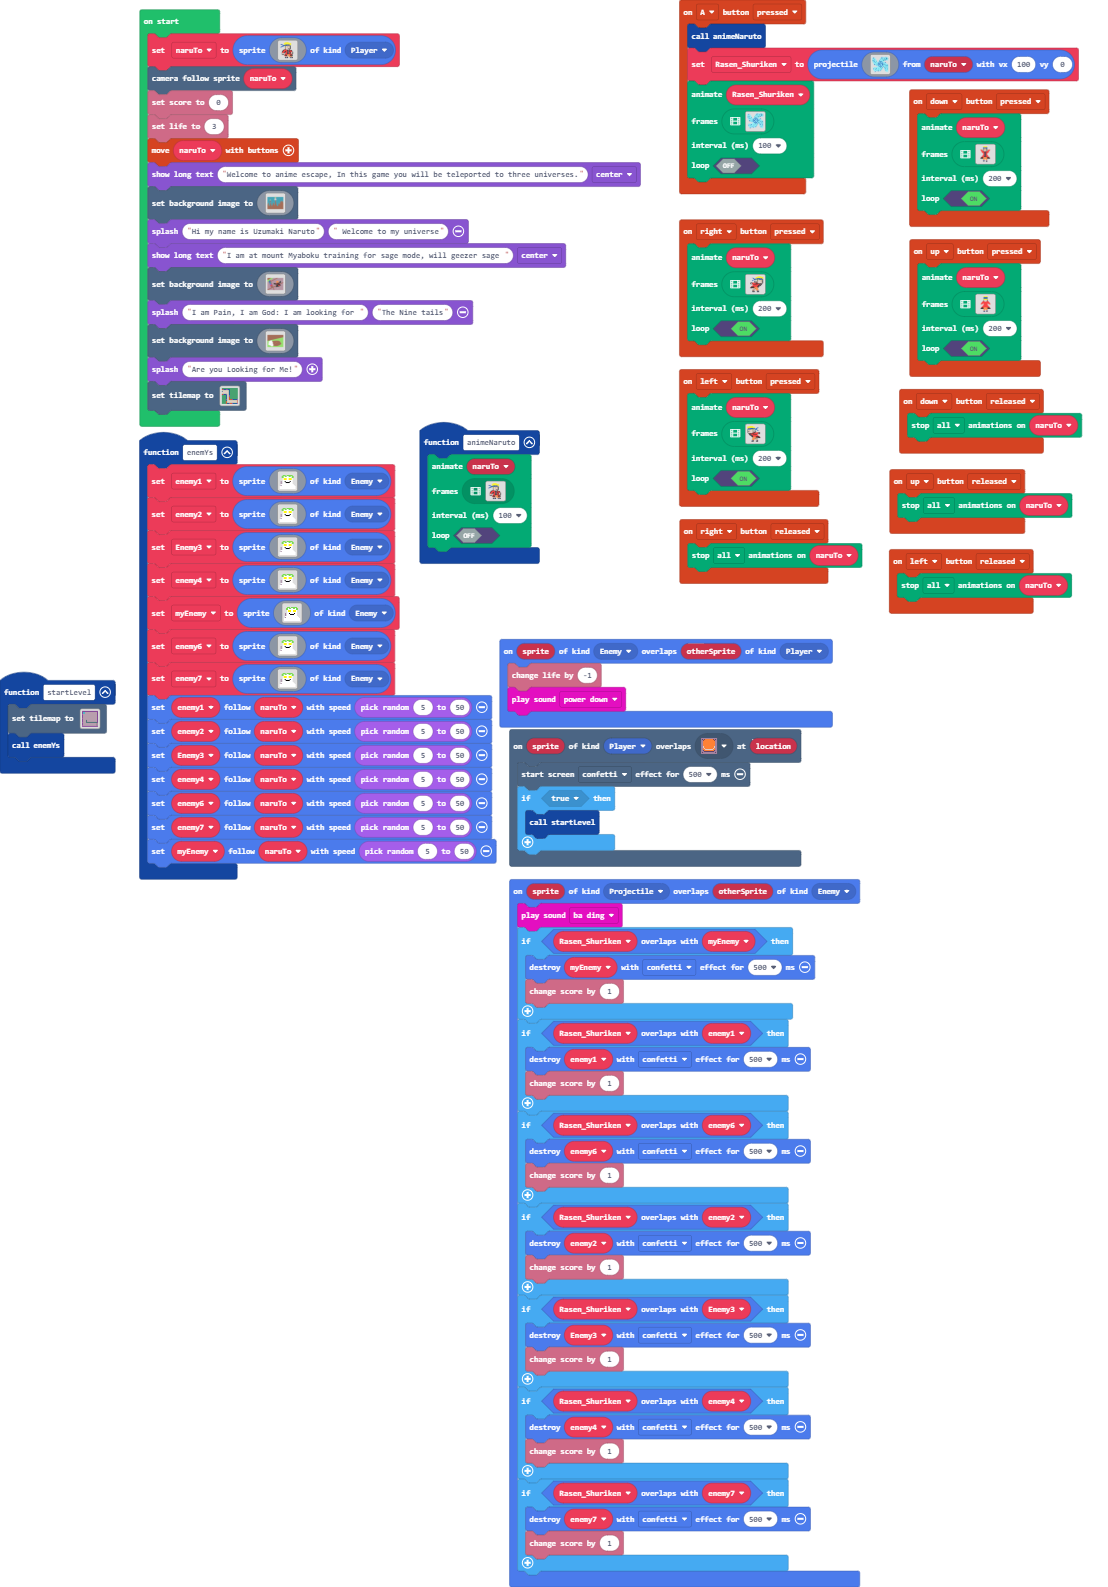 on start
set naruTo to sprite of kind Player
camera follow sprite naruTo
set score to 0
set life to 3
move naruTo with buttons
show long text "Welcome to anime escape, In this game you will be teleported to three universes." center
set background image to
splash "Hi my name is Uzumaki Naruto" " Welcome to my universe"
show long text "I am at mount Myaboku training for sage mode, will geezer sage " center
set background image to
splash "I am Pain, I am God: I am looking for " "The Nine tails"
set background image to
splash "Are you Looking for Me!"
set tilemap to
function enemYs
set enemy1 to sprite of kind Enemy
set enemy2 to sprite of kind Enemy
set Enemy3 to sprite of kind Enemy
set enemy4 to sprite of kind Enemy
set myEnemy to sprite of kind Enemy
set enemy6 to sprite of kind Enemy
set enemy7 to sprite of kind Enemy
set enemy1 follow naruTo with speed pick random 5 to 50
set enemy2 follow naruTo with speed pick random 5 to 50
set Enemy3 follow naruTo with speed pick random 5 to 50
set enemy4 follow naruTo with speed pick random 5 to 50
set enemy6 follow naruTo with speed pick random 5 to 50
set enemy7 follow naruTo with speed pick random 5 to 50
set myEnemy follow naruTo with speed pick random 5 to 50
function startLevel
set tilemap to
call enemYs
function animeNaruto
animate naruTo
frames
interval (ms) 100
loop OFF
on A button pressed
call animeNaruto
set Rasen_Shuriken to projectile from naruTo with vx 100 vy 0
animate Rasen_Shuriken
frames
interval (ms) 100
loop OFF
on down button pressed
animate naruTo
frames
interval (ms) 200
loop ON
on right button pressed
animate naruTo
frames
interval (ms) 200
loop ON
on up button pressed
animate naruTo
frames
interval (ms) 200
loop ON
on left button pressed
animate naruTo
frames
interval (ms) 200
loop ON
on down button released
stop all animations on naruTo
on up button released
stop all animations on naruTo
on right button released
stop all animations on naruTo
on left button released
stop all animations on naruTo
on sprite of kind Enemy overlaps otherSprite of kind Player
change life by -1
play sound power down
on sprite of kind Player overlaps at location
start screen confetti effect for 500 ms
if true then
call startLevel
on sprite of kind Projectile overlaps otherSprite of kind Enemy
play sound ba ding
if Rasen_Shuriken overlaps with myEnemy then
destroy myEnemy with confetti effect for 500 ms
change score by 1
if Rasen_Shuriken overlaps with enemy1 then
destroy enemy1 with confetti effect for 500 ms
change score by 1
if Rasen_Shuriken overlaps with enemy6 then
destroy enemy6 with confetti effect for 500 ms
change score by 1
if Rasen_Shuriken overlaps with enemy2 then
destroy enemy2 with confetti effect for 500 ms
change score by 1
if Rasen_Shuriken overlaps with Enemy3 then
destroy Enemy3 with confetti effect for 500 ms
change score by 1
if Rasen_Shuriken overlaps with enemy4 then
destroy enemy4 with confetti effect for 500 ms
change score by 1
if Rasen_Shuriken overlaps with enemy7 then
destroy enemy7 with confetti effect for 500 ms
change score by 1